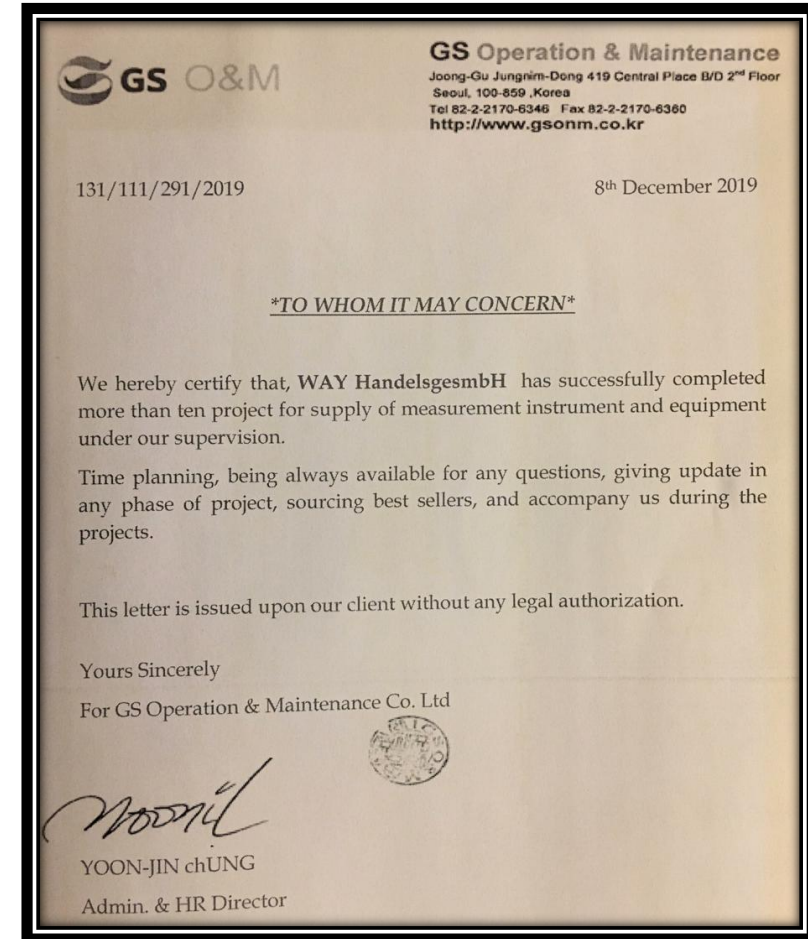 GS O&M
GS Operation & Maintenance
Joong-Gu Jungnim-Dong 419 Central Place B/D 2nd Floor
Seoul, 100-859 ,Korea
Tel 82-2-2170-6346 Fax 82-2-2170-6360
http://www.gsonm.co.kr
131/111/291/2019
8th December 2019
*TO WHOM IT MAY CONCERN*
We hereby certify that, WAY HandelsgesmbH has successfully completed
more than ten project for supply of measurement instrument and equipment
under our supervision.
Time planning, being always available for any questions, giving update in
any phase of project, sourcing best sellers, and accompany us during the
projects.
This letter is issued upon our client without any legal authorization.
Yours Sincerely
For GS Operation & Maintenance Co. Ltd
YOON-JIN chUNG
Admin. & HR Director